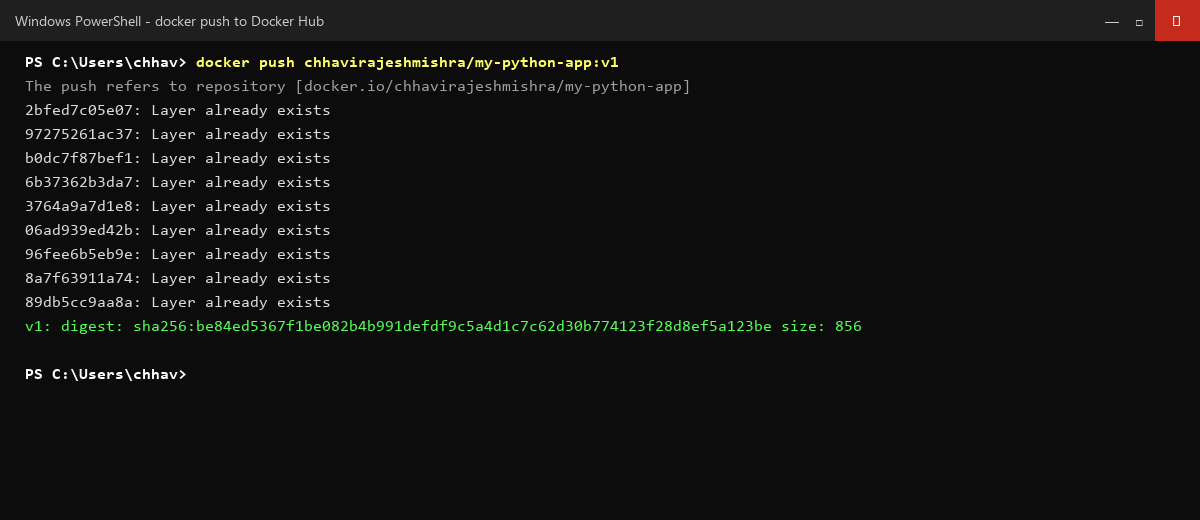 Windows PowerShell - docker push to Docker Hub
PS C:\Users\chhav> docker push chhavirajeshmishra/my-python-app:v1
The push refers to repository [docker.io/chhavirajeshmishra/my-python-app]
2bfed7c05e07: Layer already exists
97275261ac37: Layer already exists
b0dc7f87bef1: Layer already exists
6b37362b3da7: Layer already exists
3764a9a7d1e8: Layer already exists
06ad939ed42b: Layer already exists
96fee6b5eb9e: Layer already exists
8a7f63911a74: Layer already exists
89db5cc9aa8a: Layer already exists
v1: digest: sha256:be84ed5367f1be082b4b991defdf9c5a4d1c7c62d30b774123f28d8ef5a123be size: 856
PS C:\Users\chhav>